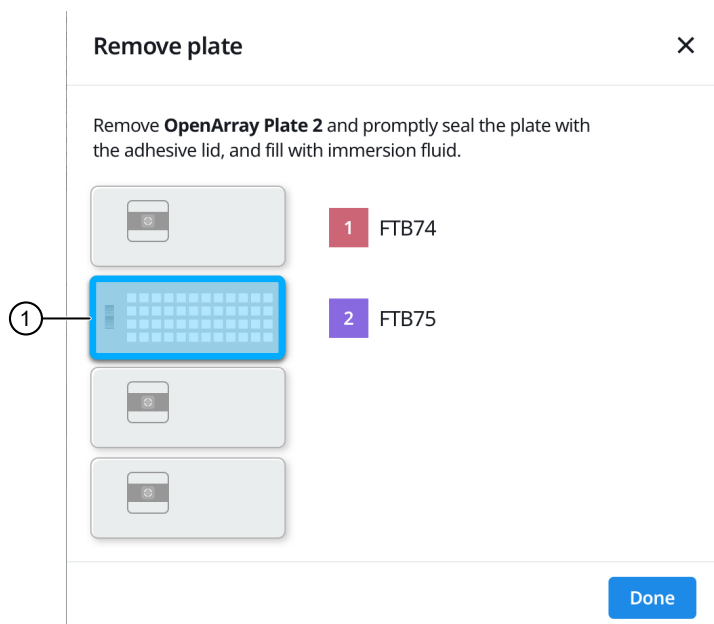 Remove plate
Remove OpenArray Plate 2 and promptly seal the plate with
the adhesive lid, and fill with immersion fluid.
1 FTB74
1
2 FTB75
Done